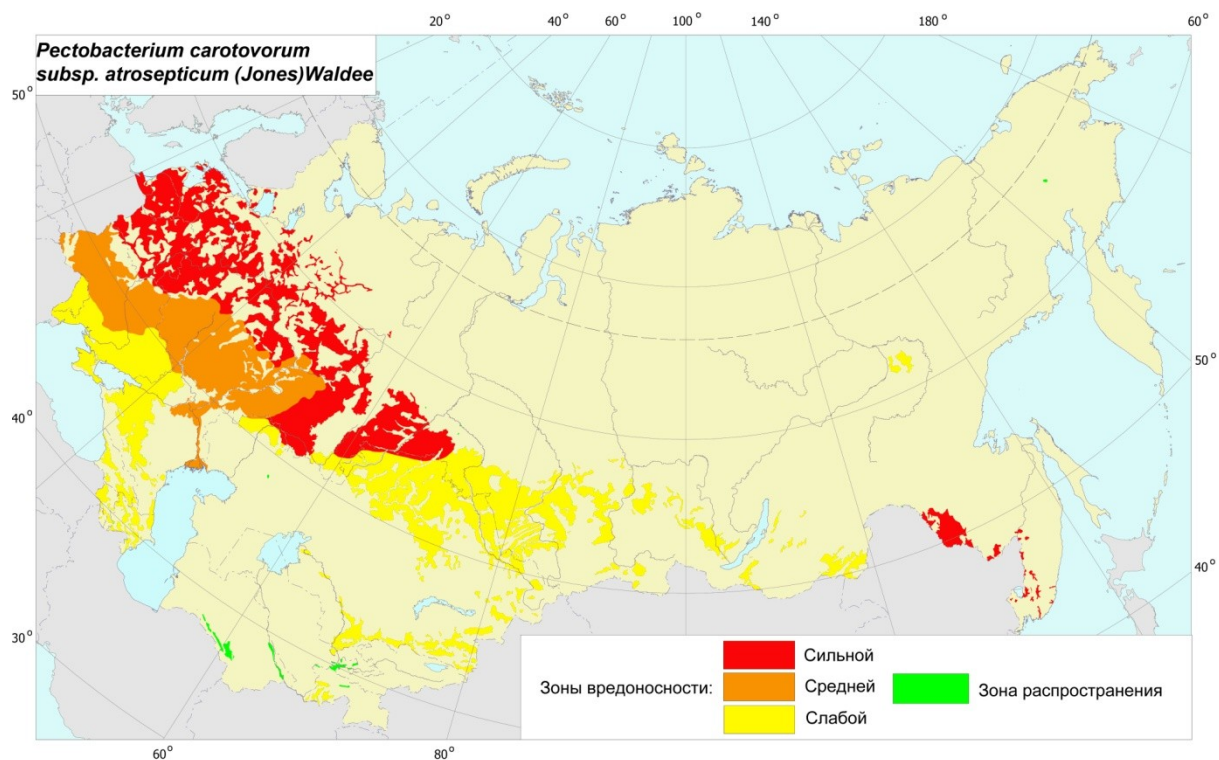 20° 40° 60° 100° 140° 180° 60°
Pectobacterium carotovorum
subsp. atrosepticum (Jones)Waldee
50°
50°
40°
40°
30°
Зоны вредоносности:
Сильной
Средней
Слабой
Зона распространения
60° 80°